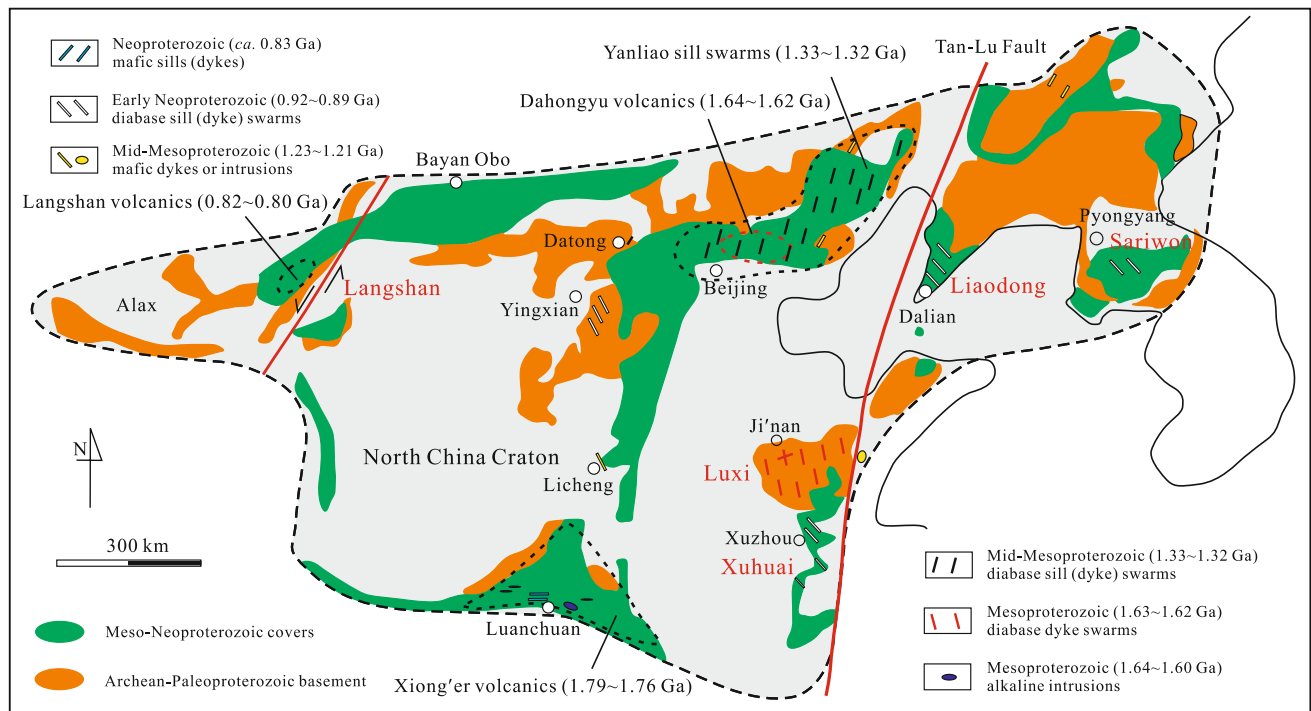 Neoproterozoic (ca. 0.83 Ga)
mafic sills (dykes)
Early Neoproterozoic (0.92~0.89 Ga)
diabase sill (dyke) swarms
Mid-Mesoproterozoic (1.23~1.21 Ga)
mafic dykes or intrusions
Yanliao sill swarms (1.33~1.32 Ga)
Tan-Lu Fault
Dahongyu volcanics (1.64~1.62 Ga)
Bayan Obo
Langshan volcanics (0.82~0.80 Ga)
Datong
Pyongyang
Sariwon
Alax
Langshan
Beijing
Liaodong
Yingxian
Dalian
Ji'nan
N
North China Craton
Luxi
Licheng
300 km
Xuzhou
Xuhuai
Luanchuan
Xiong'er volcanics (1.79~1.76 Ga)
Meso-Neoproterozoic covers
Archean-Paleoproterozoic basement
Mid-Mesoproterozoic (1.33~1.32 Ga)
diabase sill (dyke) swarms
Mesoproterozoic (1.63~1.62 Ga)
diabase dyke swarms
Mesoproterozoic (1.64~1.60 Ga)
alkaline intrusions